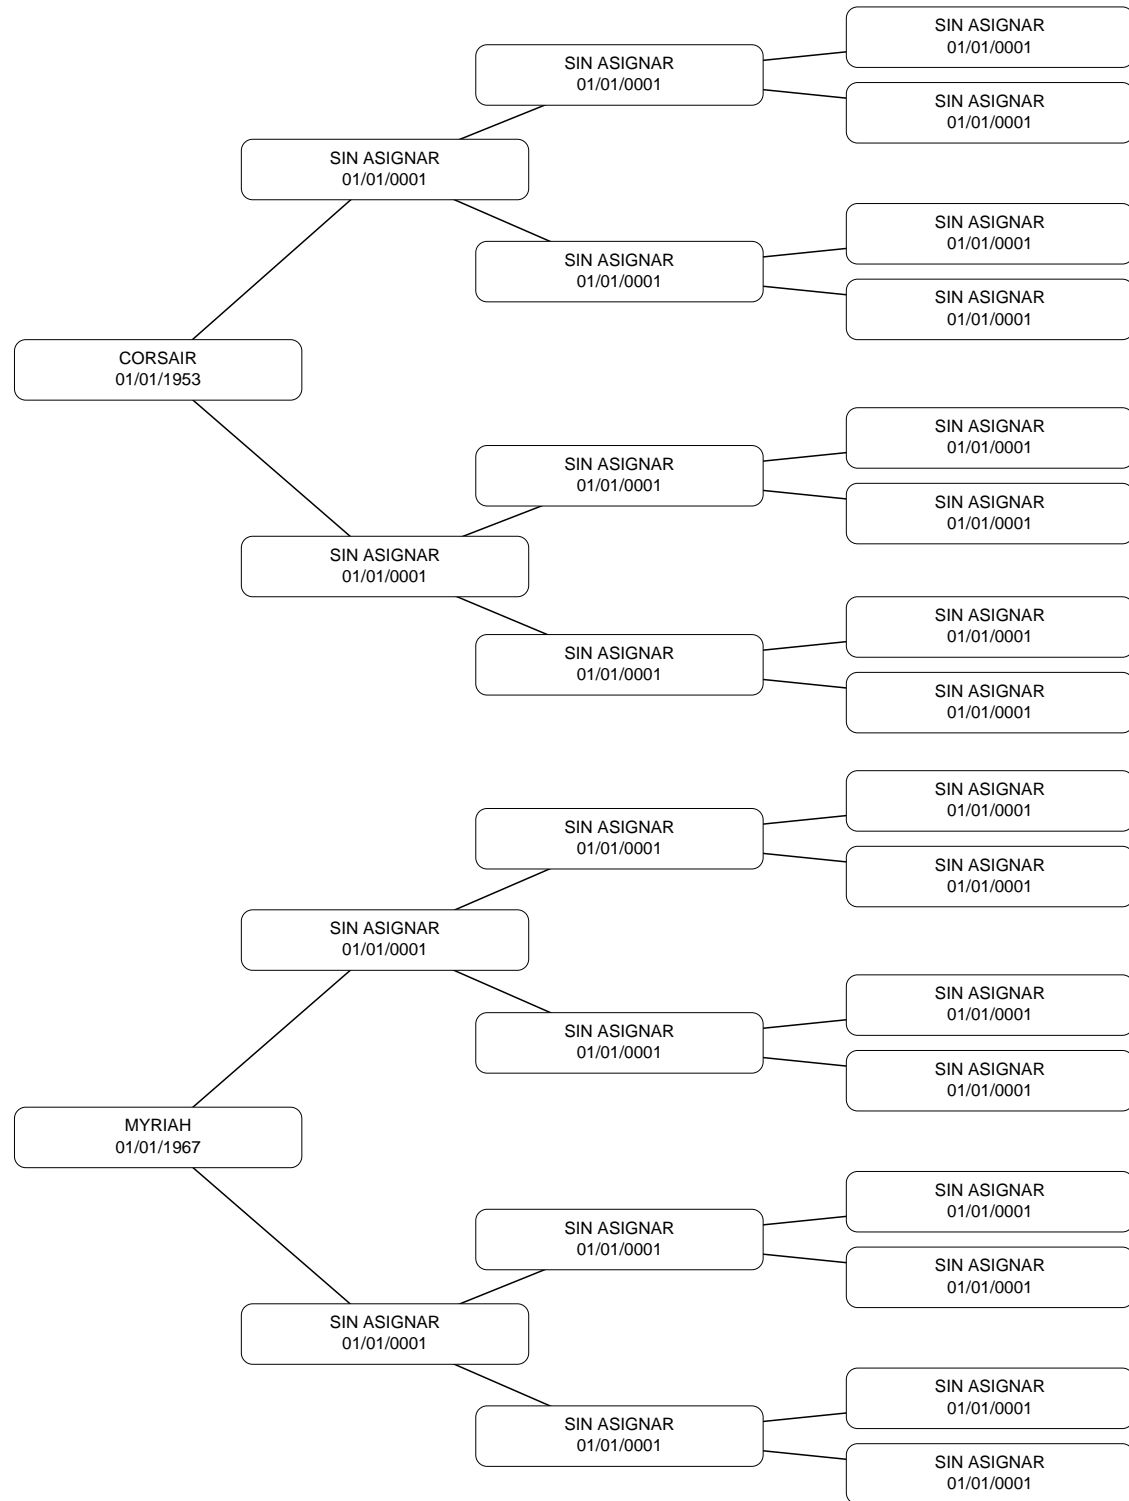 SIN ASIGNAR
01/01/0001
SIN ASIGNAR
01/01/0001
SIN ASIGNAR
01/01/0001
SIN ASIGNAR
01/01/0001
SIN ASIGNAR
01/01/0001
SIN ASIGNAR
01/01/0001
SIN ASIGNAR
01/01/0001
CORSAIR
01/01/1953
SIN ASIGNAR
01/01/0001
SIN ASIGNAR
01/01/0001
SIN ASIGNAR
01/01/0001
SIN ASIGNAR
01/01/0001
SIN ASIGNAR
01/01/0001
SIN ASIGNAR
01/01/0001
SIN ASIGNAR
01/01/0001
SIN ASIGNAR
01/01/0001
SIN ASIGNAR
01/01/0001
SIN ASIGNAR
01/01/0001
SIN ASIGNAR
01/01/0001
SIN ASIGNAR
01/01/0001
SIN ASIGNAR
01/01/0001
SIN ASIGNAR
01/01/0001
MYRIAH
01/01/1967
SIN ASIGNAR
01/01/0001
SIN ASIGNAR
01/01/0001
SIN ASIGNAR
01/01/0001
SIN ASIGNAR
01/01/0001
SIN ASIGNAR
01/01/0001
SIN ASIGNAR
01/01/0001
SIN ASIGNAR
01/01/0001